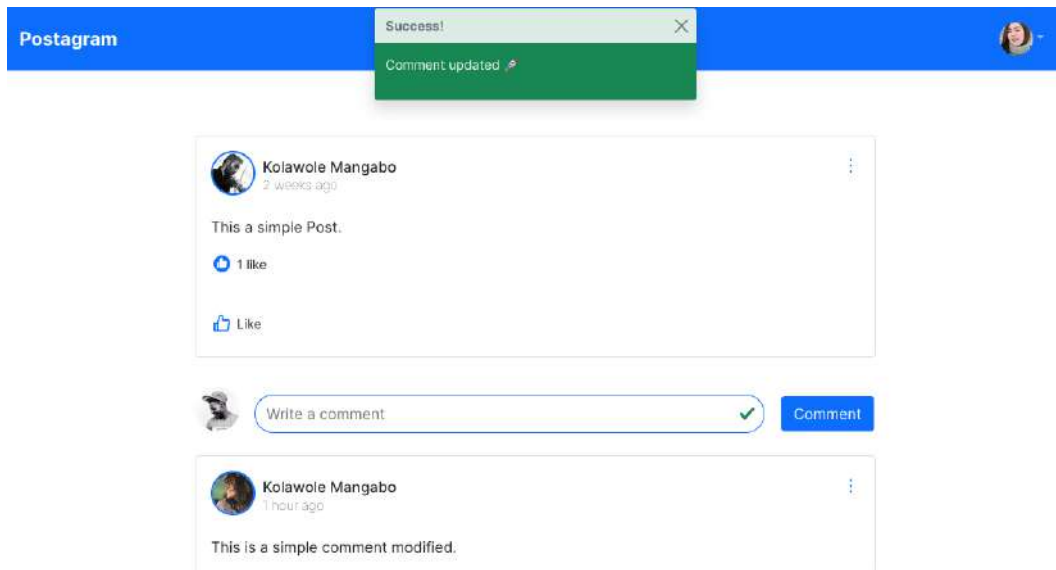 Postagram
Success!
Comment updated 🚀
Kolawole Mangabo
2 weeks ago
This a simple Post.
1 like
Like
Write a comment
Comment
Kolawole Mangabo
1 hour ago
This is a simple comment modified.